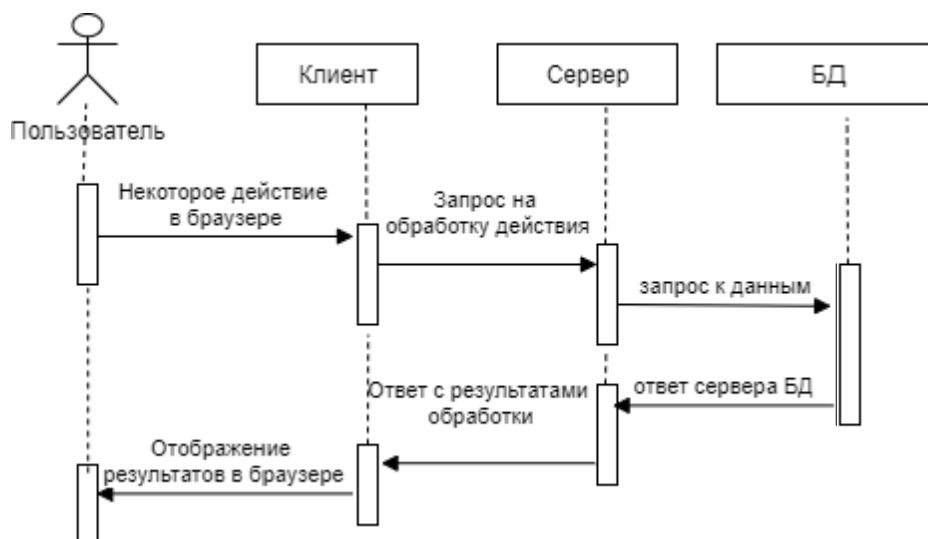 Клиент
Сервер
БД
Пользователь
Некоторое действие
в браузере
Запрос на
обработку действия
запрос к данным
ответ сервера БД
Ответ с результатами
обработки
Отображение
результатов в браузере